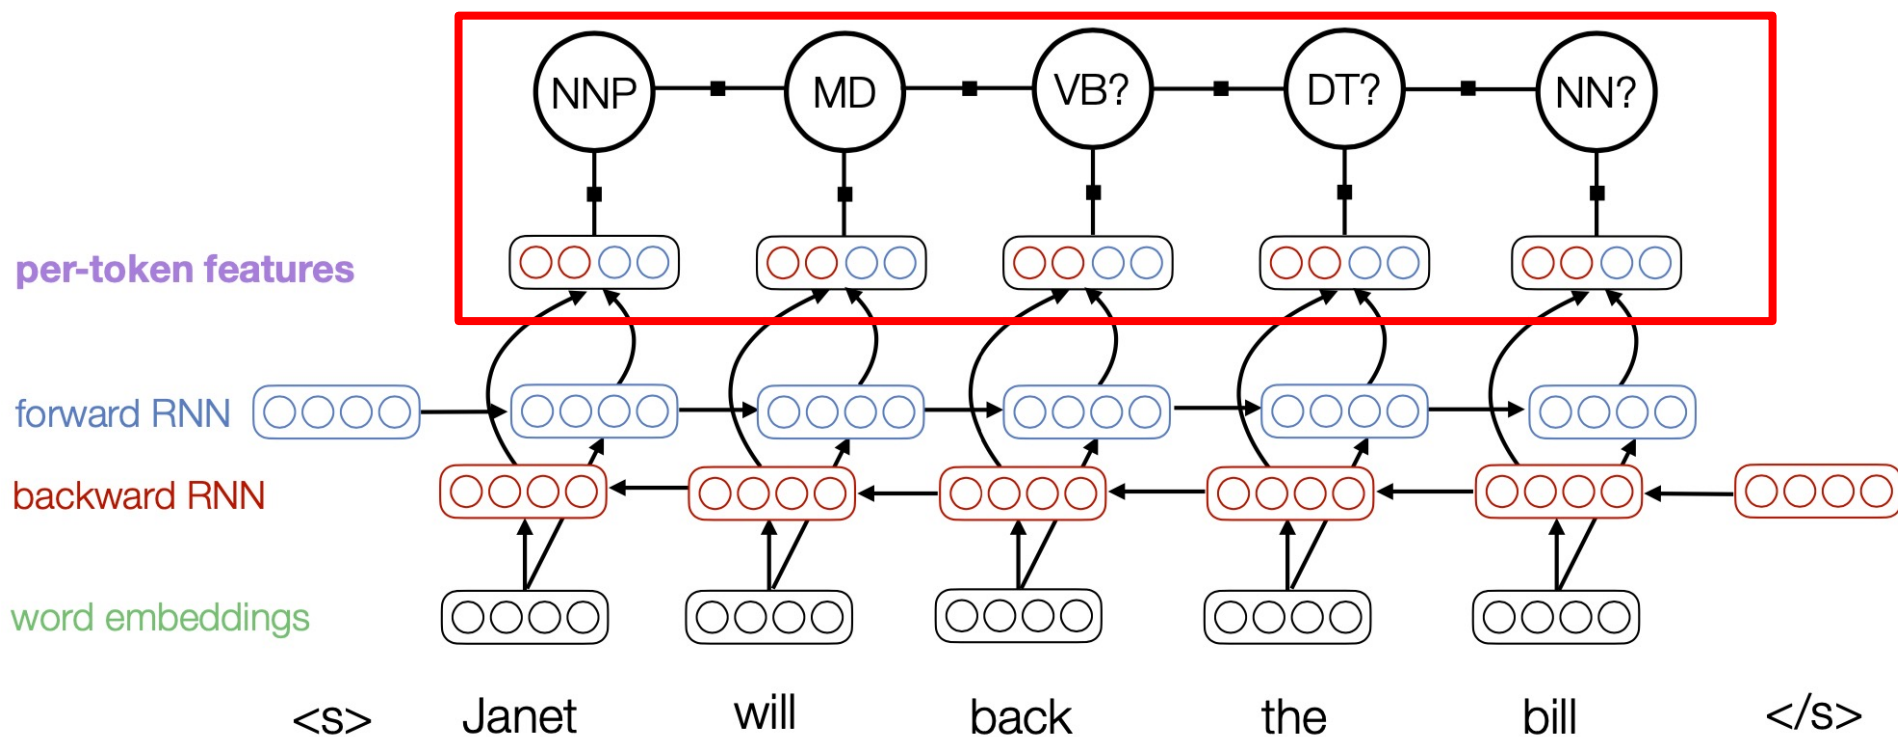 NNP MD VB? DT? NN?
per-token features
forward RNN
backward RNN
word embeddings
<s> Janet will back the bill </s>